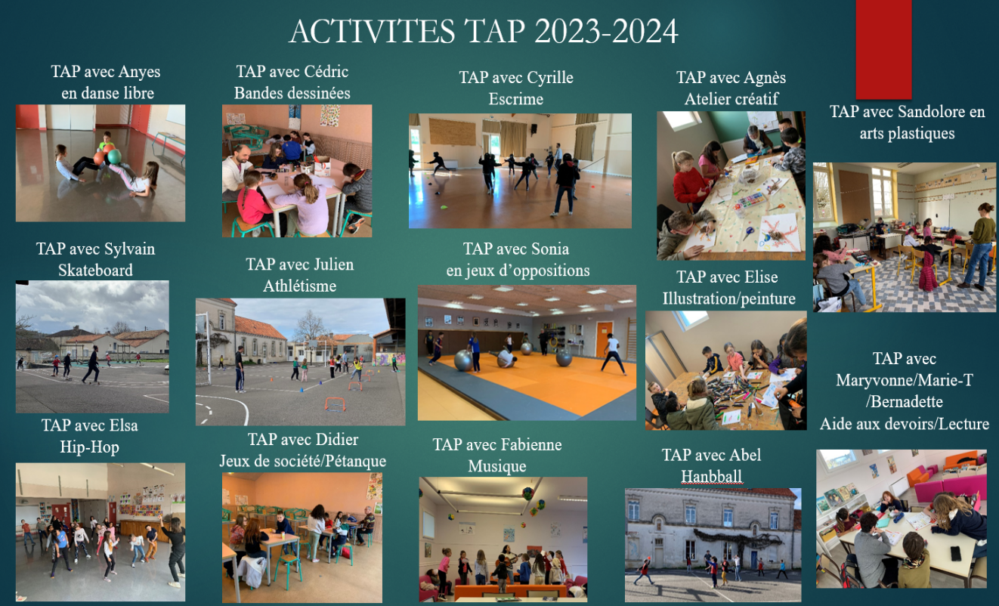 ACTIVITES TAP 2023-2024
TAP avec Anyes
en danse libre
TAP avec Cédric
Bandes dessinées
TAP avec Cyrille
Escrime
TAP avec Agnès
Atelier créatif
TAP avec Sandolore en
arts plastiques
TAP avec Sylvain
Skateboard
TAP avec Julien
Athlétisme
TAP avec Sonia
en jeux d’oppositions
TAP avec Elise
Illustration/peinture
TAP avec
Maryvonne/Marie-T
/Bernadette
Aide aux devoirs/Lecture
TAP avec Elsa
Hip-Hop
TAP avec Didier
Jeux de société/Pétanque
TAP avec Fabienne
Musique
TAP avec Abel
Hanbball